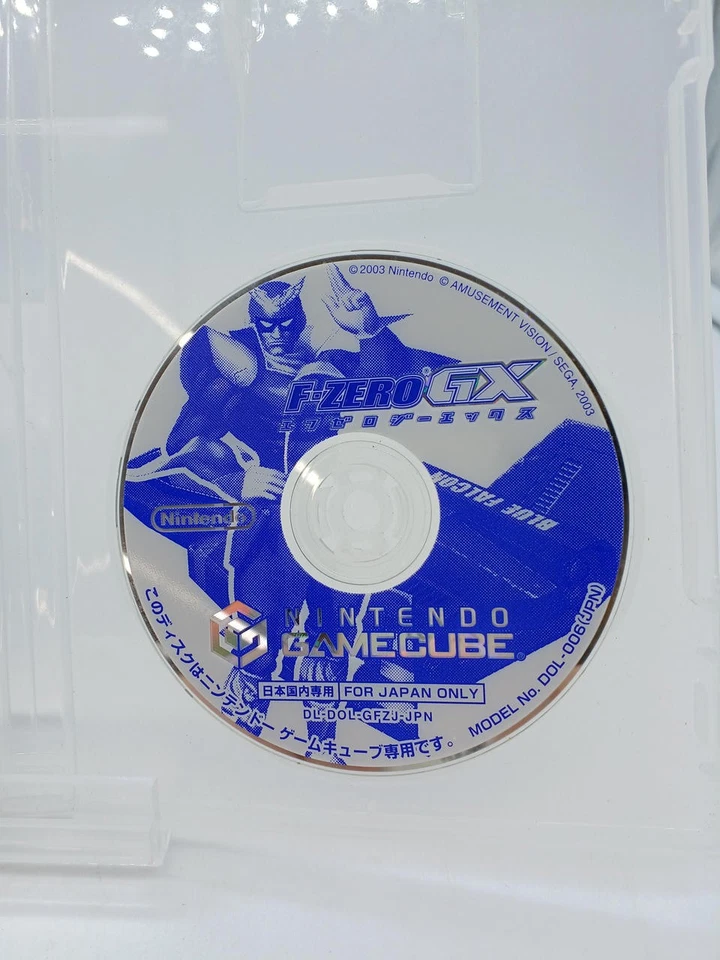 ©2003 Nintendo © AMUSEMENT VISION / SEGA, 2003
F-ZERO GX
エフゼロジーエックス
BLUE FALCON
Nintendo
NINTENDO
GAMECUBE®
日本国内専用 FOR JAPAN ONLY
DL-DOL-GFZJ-JPN
このディスクはニンテンドー ゲームキューブ専用です。
MODEL No. DOL-006(JPN)